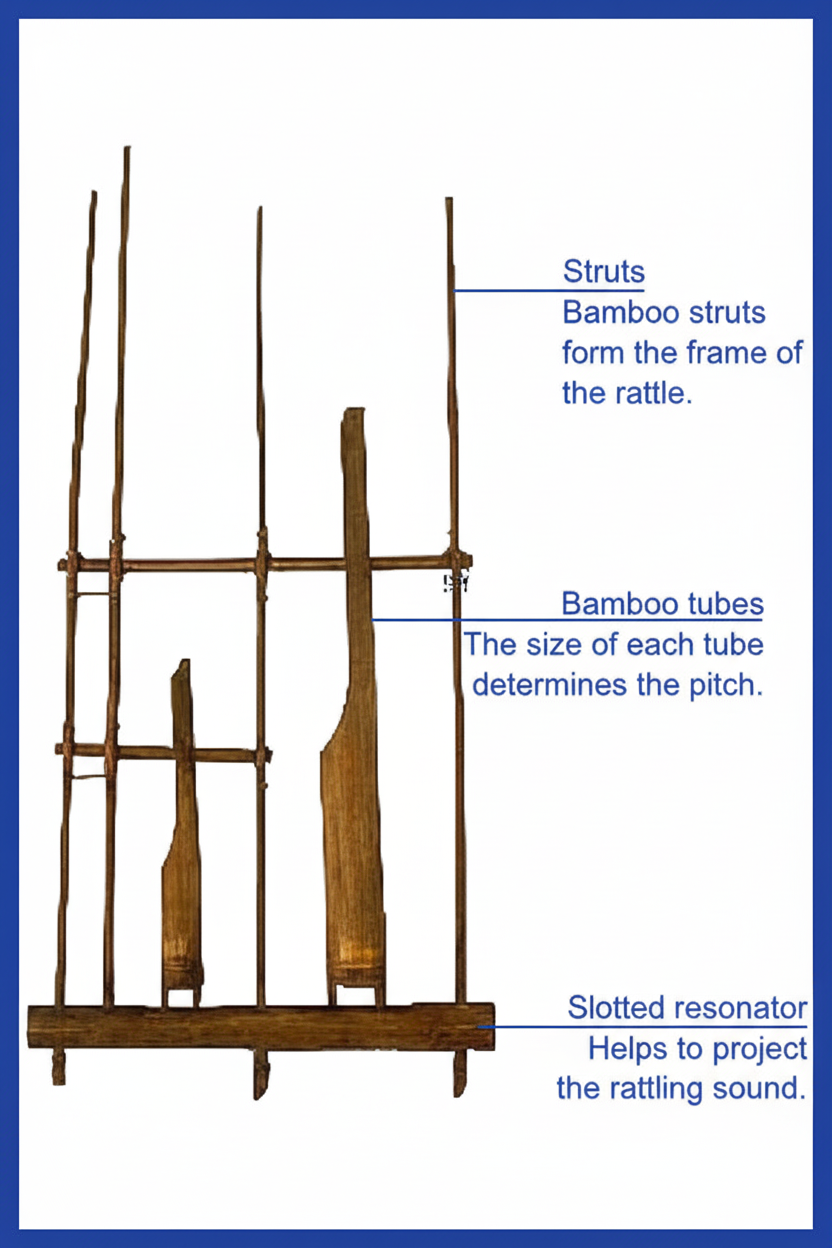 Struts
Bamboo struts
form the frame of
the rattle.
Bamboo tubes
The size of each tube
determines the pitch.
Slotted resonator
Helps to project
the rattling sound.